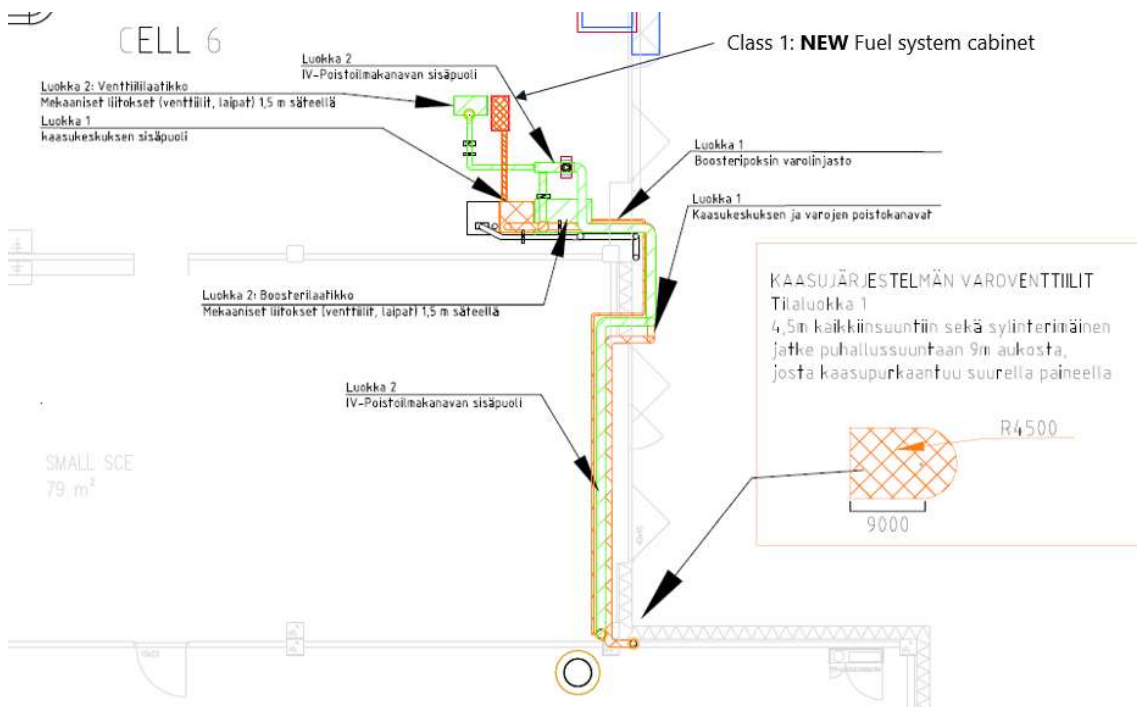 CELL 6
Class 1: NEW Fuel system cabinet
Luokka 2
IV-Poistoilmakanavan sisäpuoli
Luokka 2: Venttiililaatikko
Mekaaniset liitokset (venttiilit, laipat) 1,5 m säteellä
Luokka 1
kaasukeskuksen sisäpuoli
Luokka 1
Boosteripoksin varolinjasto
Luokka 1
Kaasukeskuksen ja varojen poistokanavat
Luokka 2: Boosterilaatikko
Mekaaniset liitokset (venttiilit, laipat) 1,5 m säteellä
KAASUJÄRJESTELMÄN VAROVENTTIILIT
Tilaluokka 1
4,5m kaikkiinsuuntiin sekä sylinterimäinen
jatke puhallussuuntaan 9m aukosta,
josta kaasupurkaantuu suurella paineella
R4500
9000
Luokka 2
IV-Poistoilmakanavan sisäpuoli
SMALL SCE
79 m²